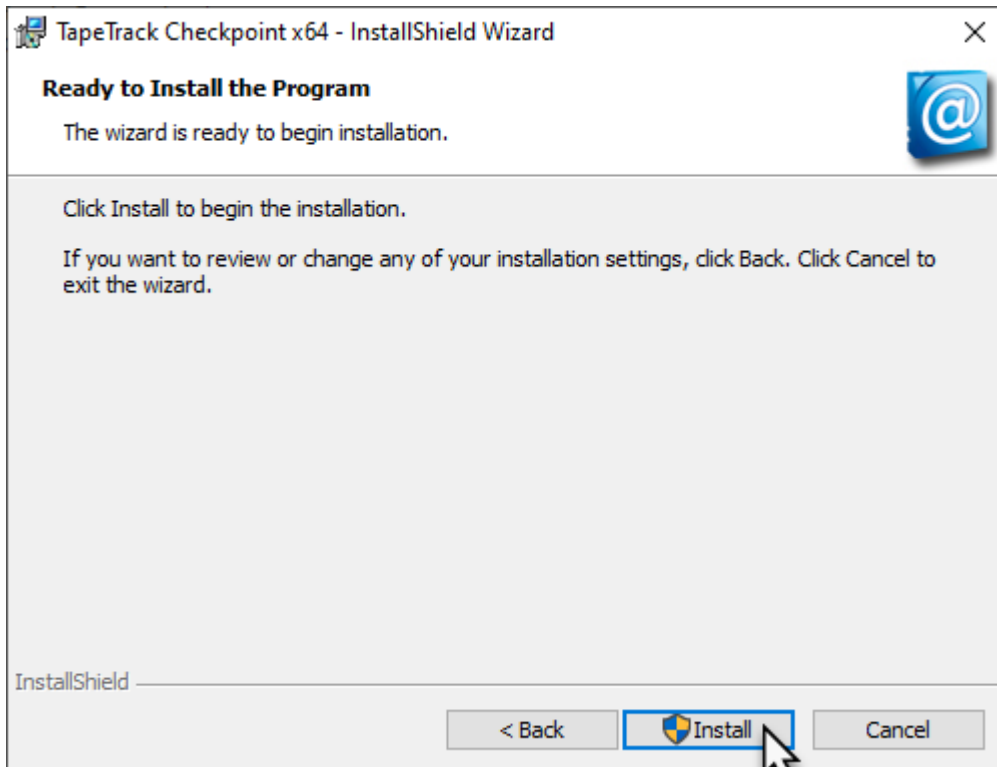 TapeTrack Checkpoint x64 - InstallShield Wizard
Ready to Install the Program
The wizard is ready to begin installation.
@
Click Install to begin the installation.
If you want to review or change any of your installation settings, click Back. Click Cancel to
exit the wizard.
InstallShield
< Back
Install
Cancel